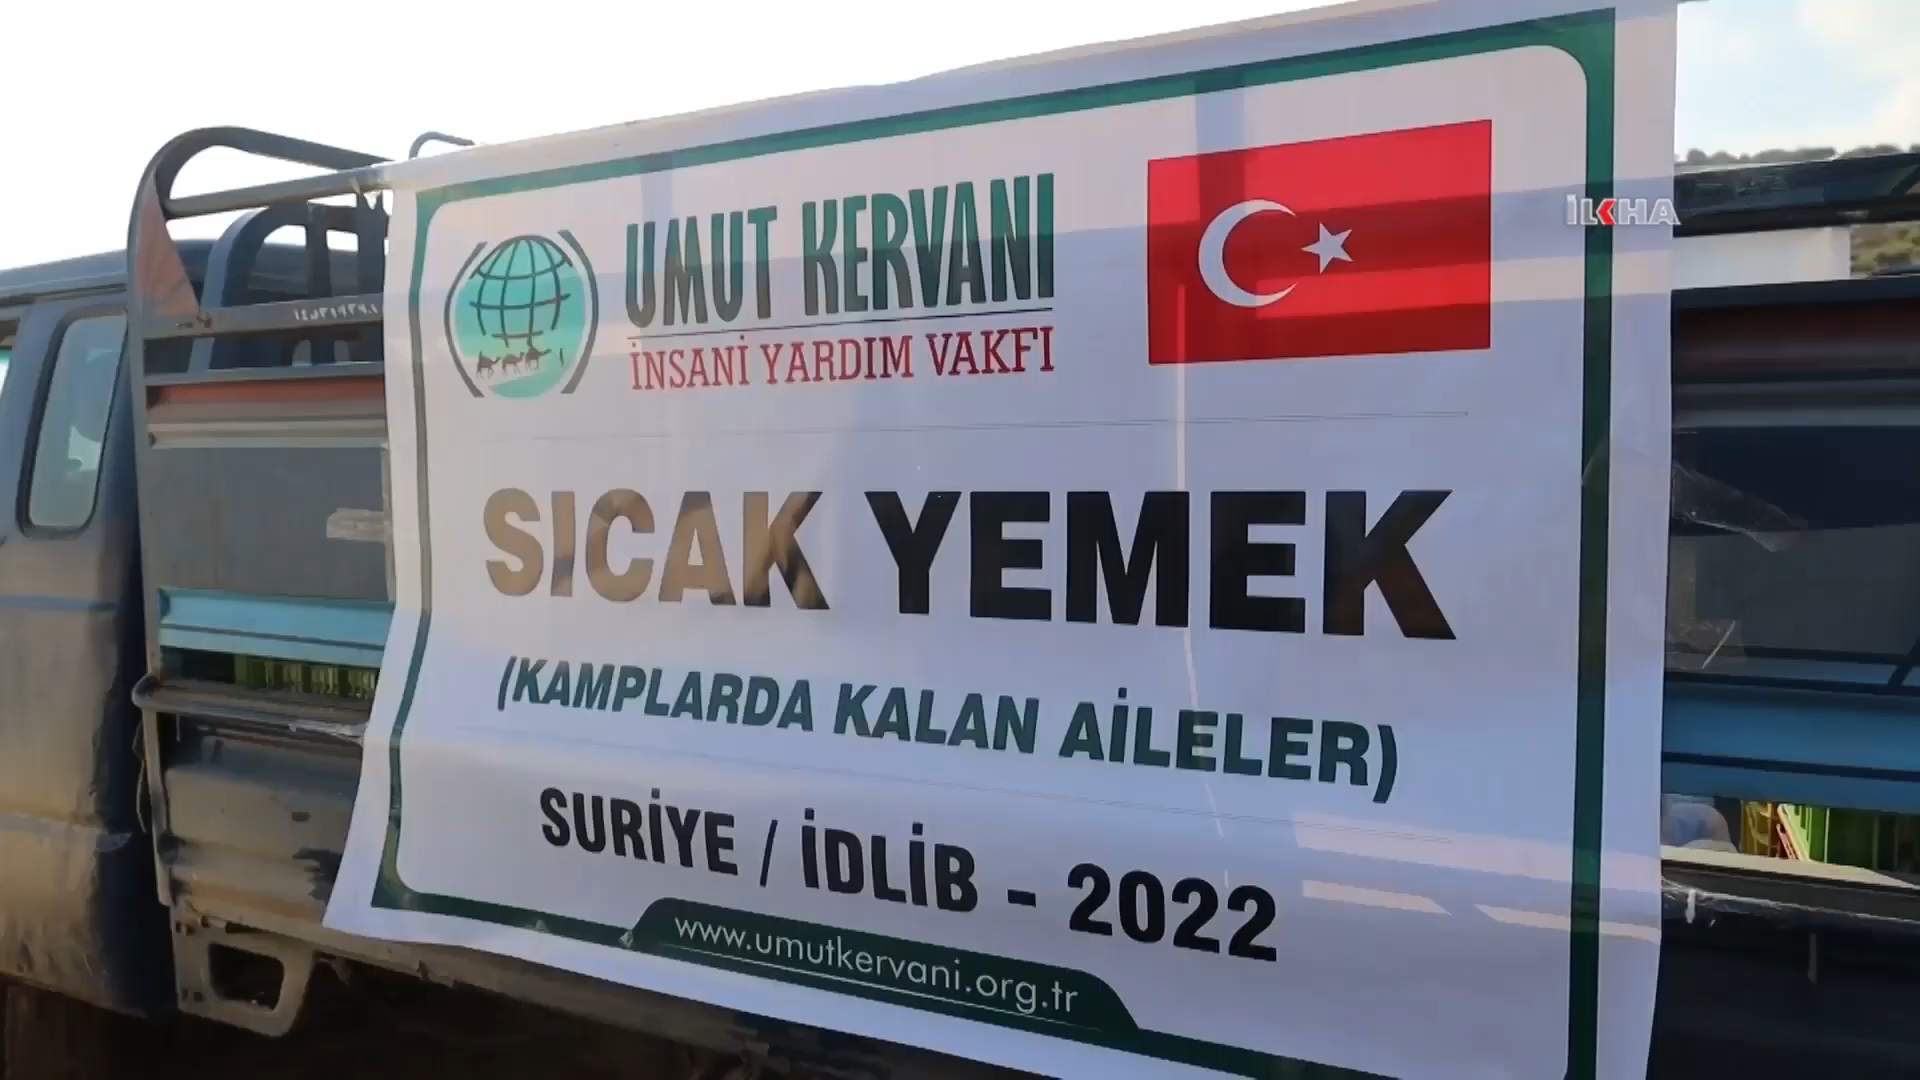 UMUT KERVANI
İNSANİ YARDIM VAKFI
İLKHA
SICAK YEMEK
(KAMPLARDA KALAN AİLELER)
SURİYE / İDLİB - 2022
www.umutkervani.org.tr